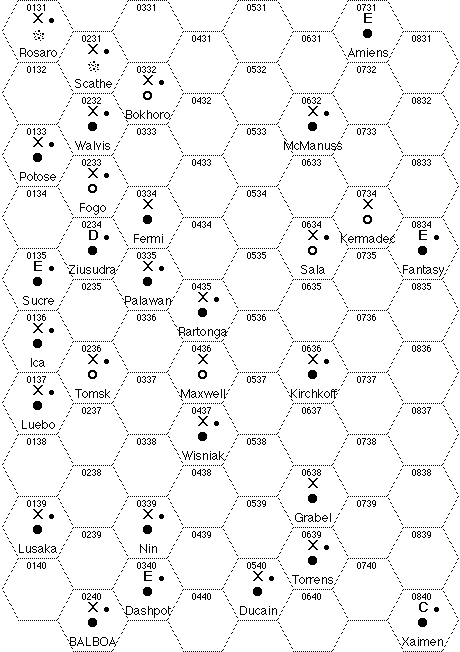 0131 0331 0531 0731
X E
Rosaro 0231 0431 0631 Amiens 0831
X
0132 Scathe 0332 0532 0732
X
0232 Bokhoro 0432 0632 0832
X X
0133 Walvis 0333 0533 McManuss 0733
X
Potose 0233 0433 0633 0833
X
0134 Fogo 0334 0534 0734
X X
0234 Fermi 0434 0634 Kermadec 0834
D X E
0135 Ziusudra 0335 0535 Sala 0735 Fantasy
E X
Sucre 0235 Palawan 0435 0635 0835
X
0136 0336 Partonga 0536 0736
X
Ica 0236 0436 0636 0836
X X X
0137 Tomsk 0337 Maxwell 0537 Kirchkoff 0737
X
Luebo 0237 0437 0637 0837
X
0138 0338 Wisniak 0538 0738
0238 0438 0638 0838
X
0139 0339 0539 Grabel 0739
X X
Lusaka 0239 Nin 0439 0639 0839
X
0140 0340 0540 Torrens 0740
E X
0240 Dashpot 0440 Ducain 0640 0840
X C
BALBOA Xaimen